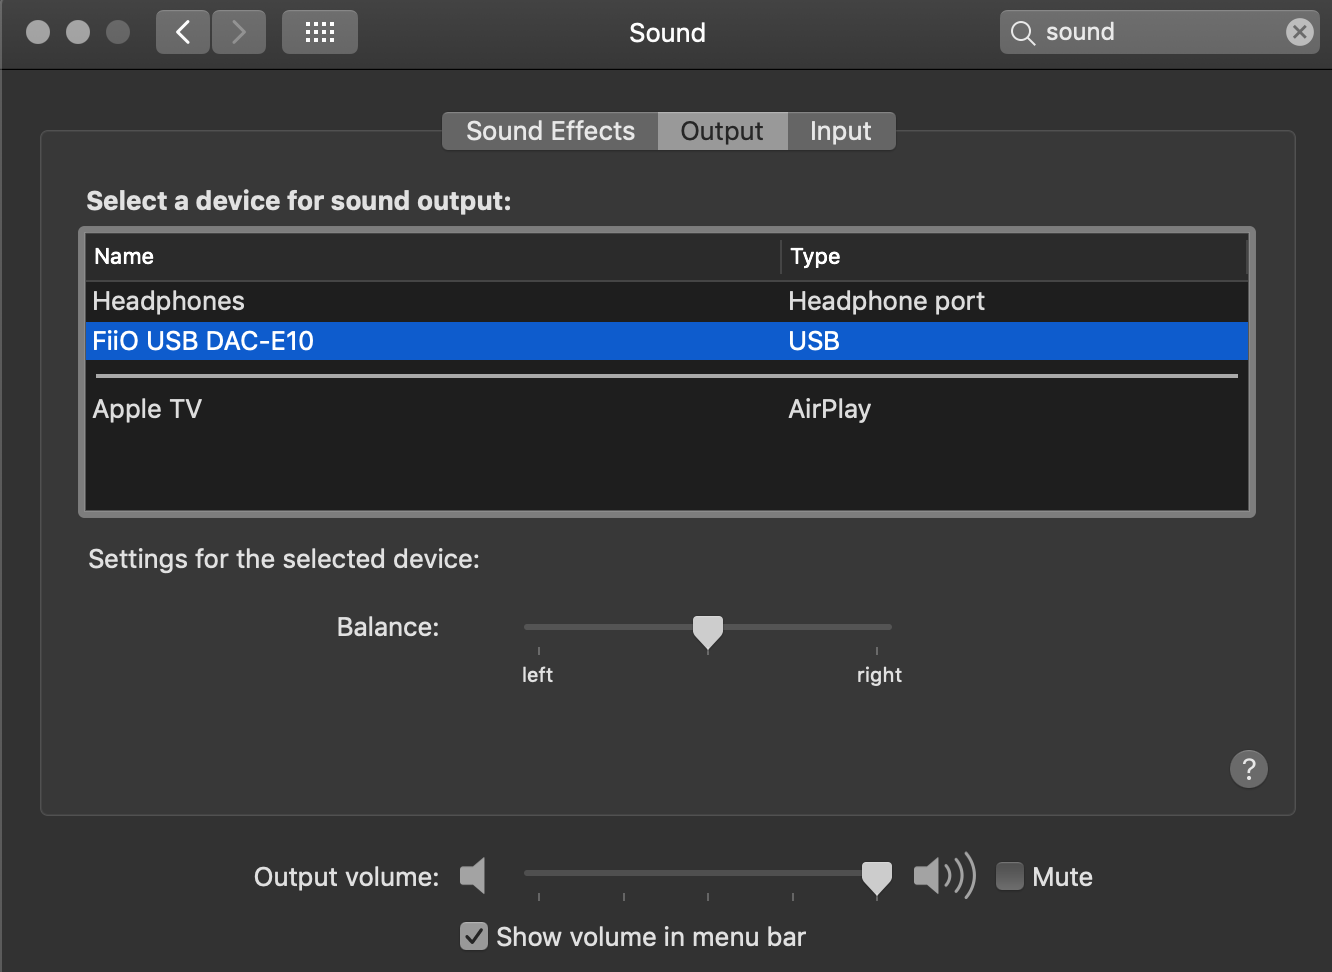 Sound
sound
Sound Effects Output Input
Select a device for sound output:
Name Type
Headphones Headphone port
FiiO USB DAC-E10 USB
Apple TV AirPlay
Settings for the selected device:
Balance:
left right
?
Output volume: Mute
Show volume in menu bar